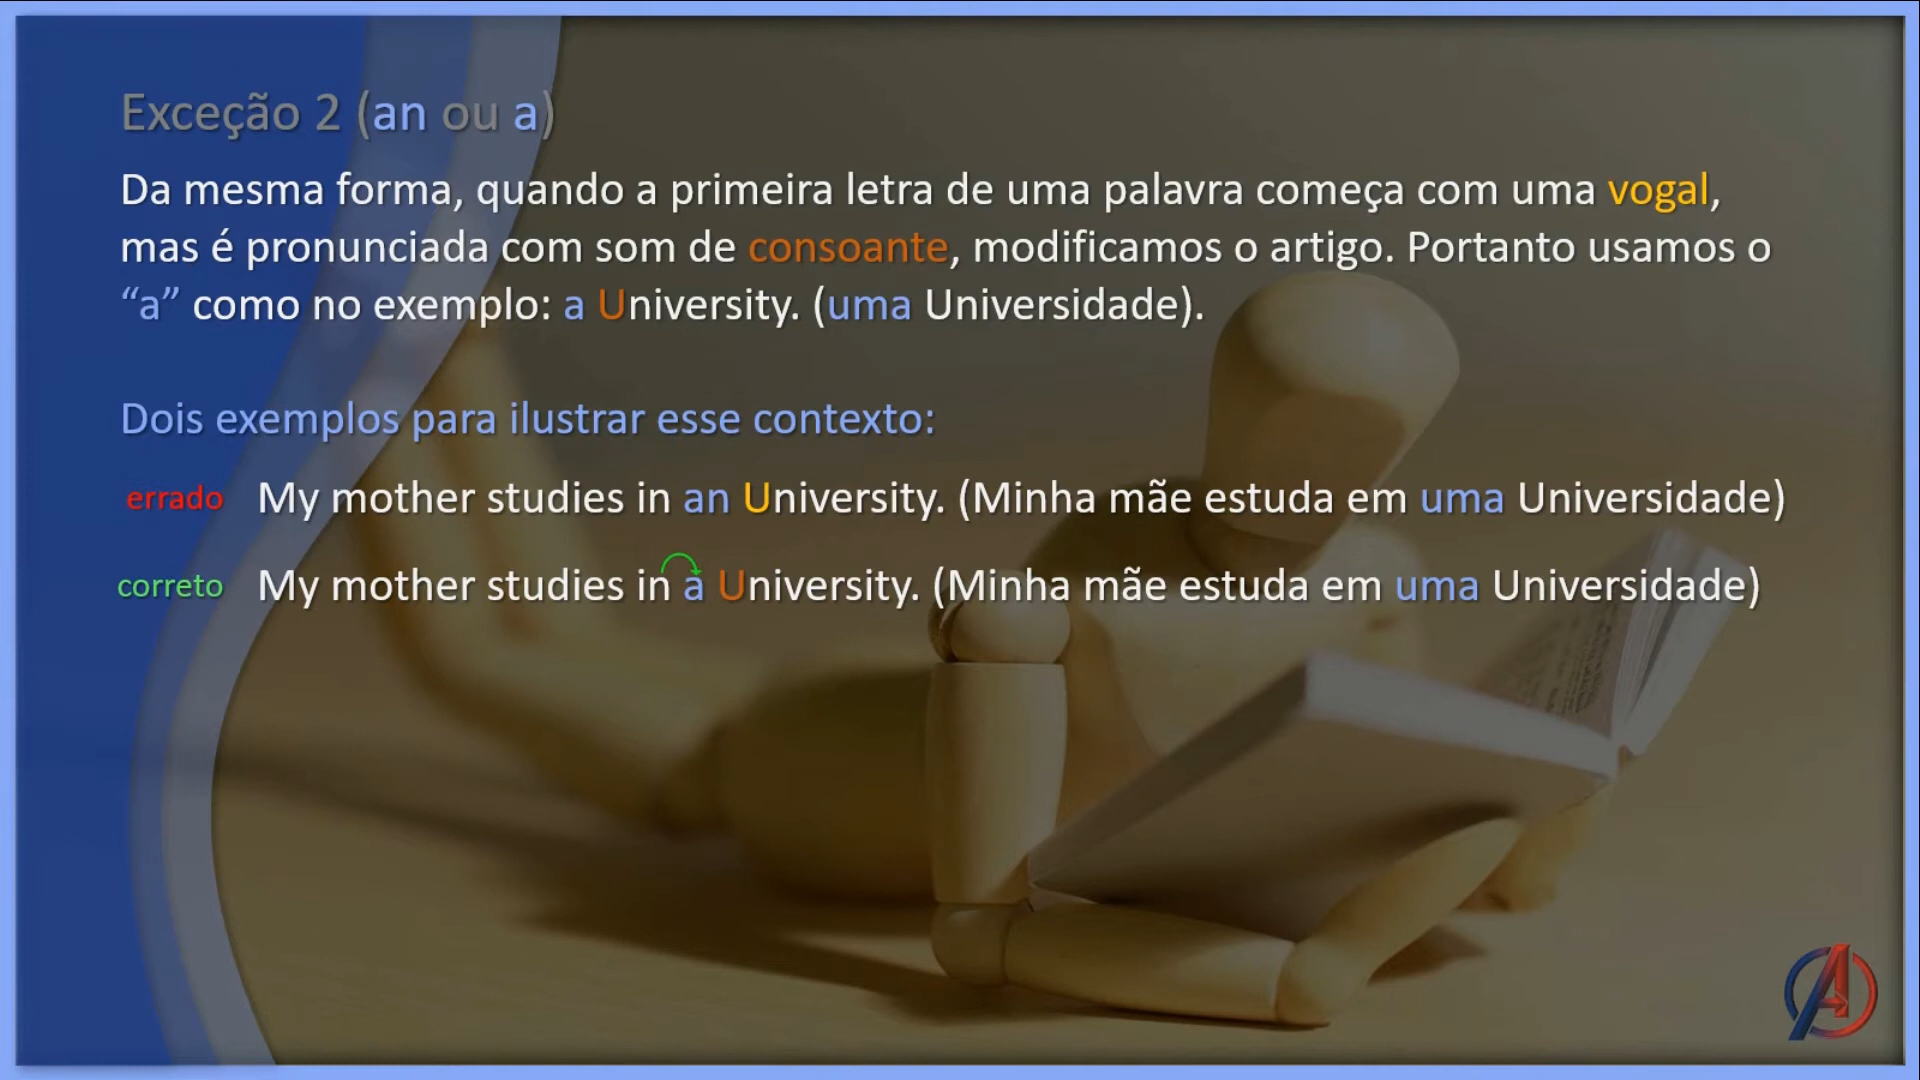 Exceção 2 (an ou a)
Da mesma forma, quando a primeira letra de uma palavra começa com uma vogal,
mas é pronunciada com som de consoante, modificamos o artigo. Portanto usamos o
“a” como no exemplo: a University. (uma Universidade).
Dois exemplos para ilustrar esse contexto:
errado My mother studies in an University. (Minha mãe estuda em uma Universidade)
correto My mother studies in a University. (Minha mãe estuda em uma Universidade)